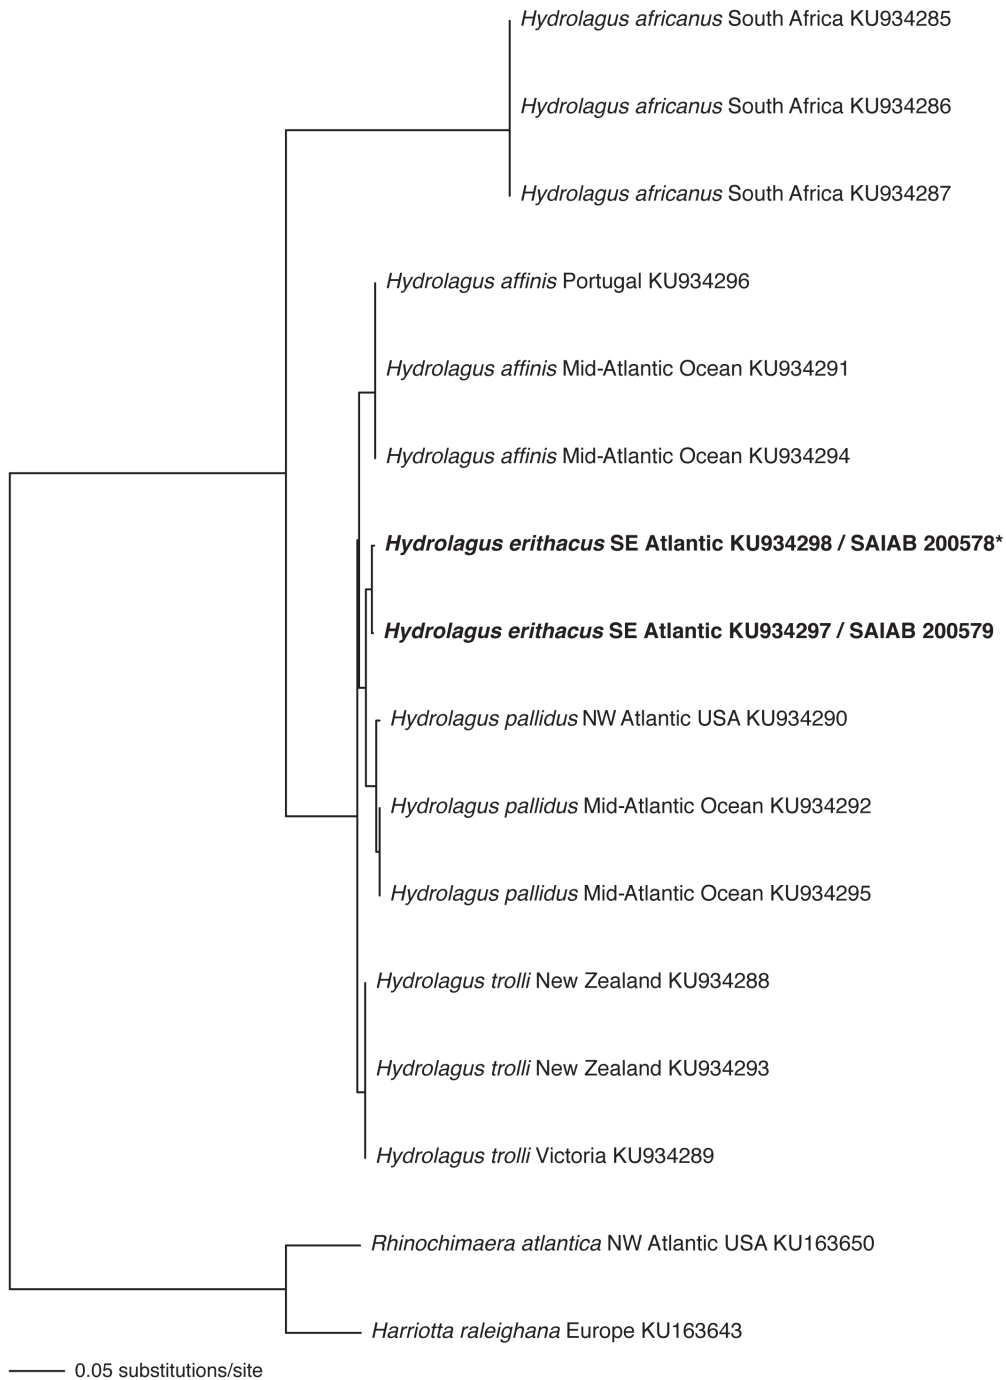 Hydrolagus africanus South Africa KU934285
Hydrolagus africanus South Africa KU934286
Hydrolagus africanus South Africa KU934287
Hydrolagus affinis Portugal KU934296
Hydrolagus affinis Mid-Atlantic Ocean KU934291
Hydrolagus affinis Mid-Atlantic Ocean KU934294
Hydrolagus erithacus SE Atlantic KU934298 / SAIAB 200578*
Hydrolagus erithacus SE Atlantic KU934297 / SAIAB 200579
Hydrolagus pallidus NW Atlantic USA KU934290
Hydrolagus pallidus Mid-Atlantic Ocean KU934292
Hydrolagus pallidus Mid-Atlantic Ocean KU934295
Hydrolagus trolli New Zealand KU934288
Hydrolagus trolli New Zealand KU934293
Hydrolagus trolli Victoria KU934289
Rhinochimaera atlantica NW Atlantic USA KU163650
Harriotta raleighana Europe KU163643
0.05 substitutions/site